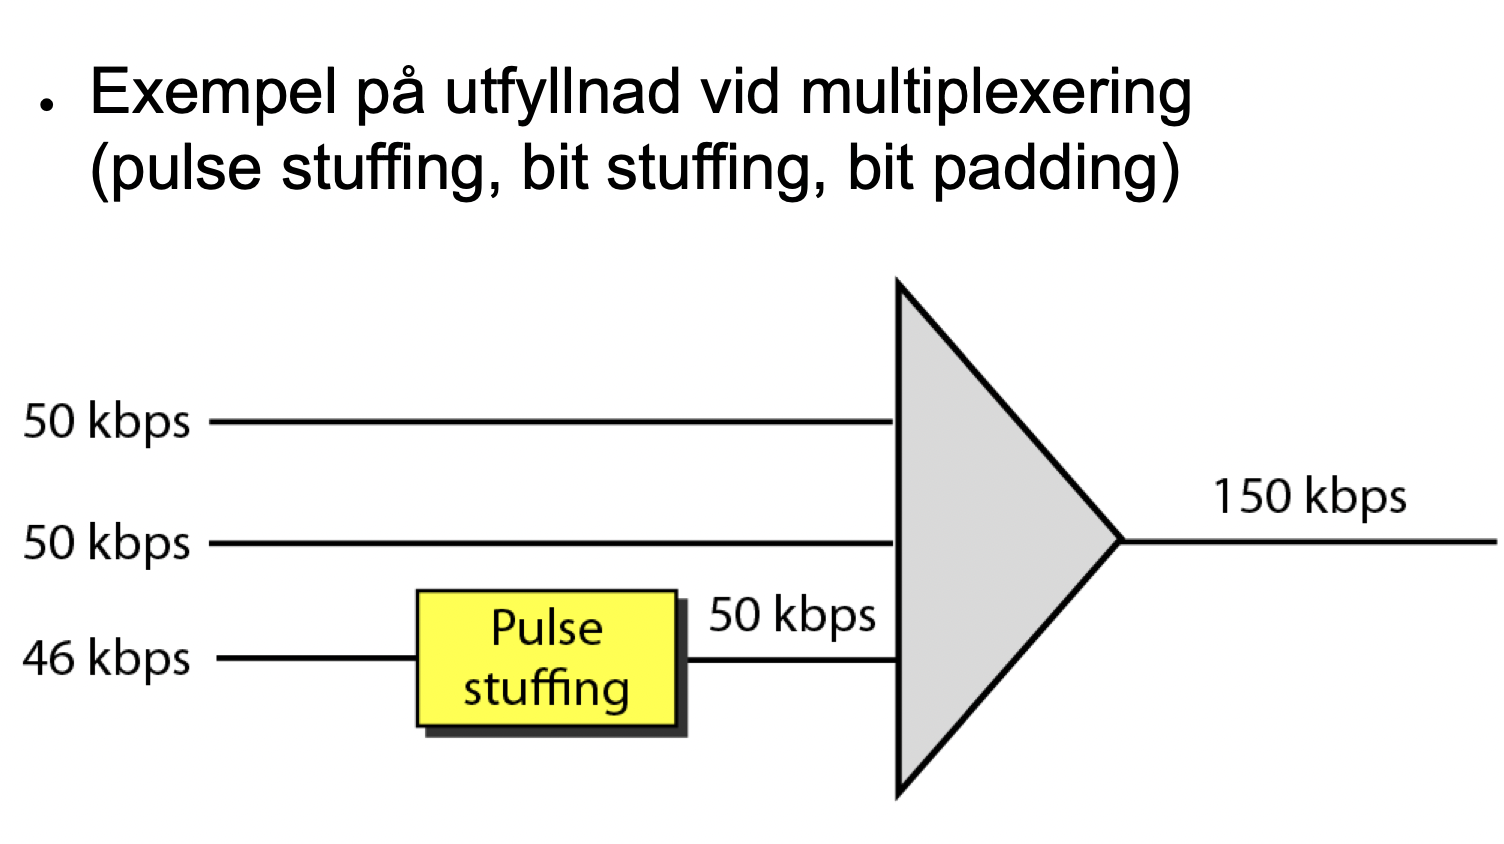 • Exempel på utfyllnad vid multiplexering
(pulse stuffing, bit stuffing, bit padding)
50 kbps
150 kbps
50 kbps
Pulse
stuffing
50 kbps
46 kbps